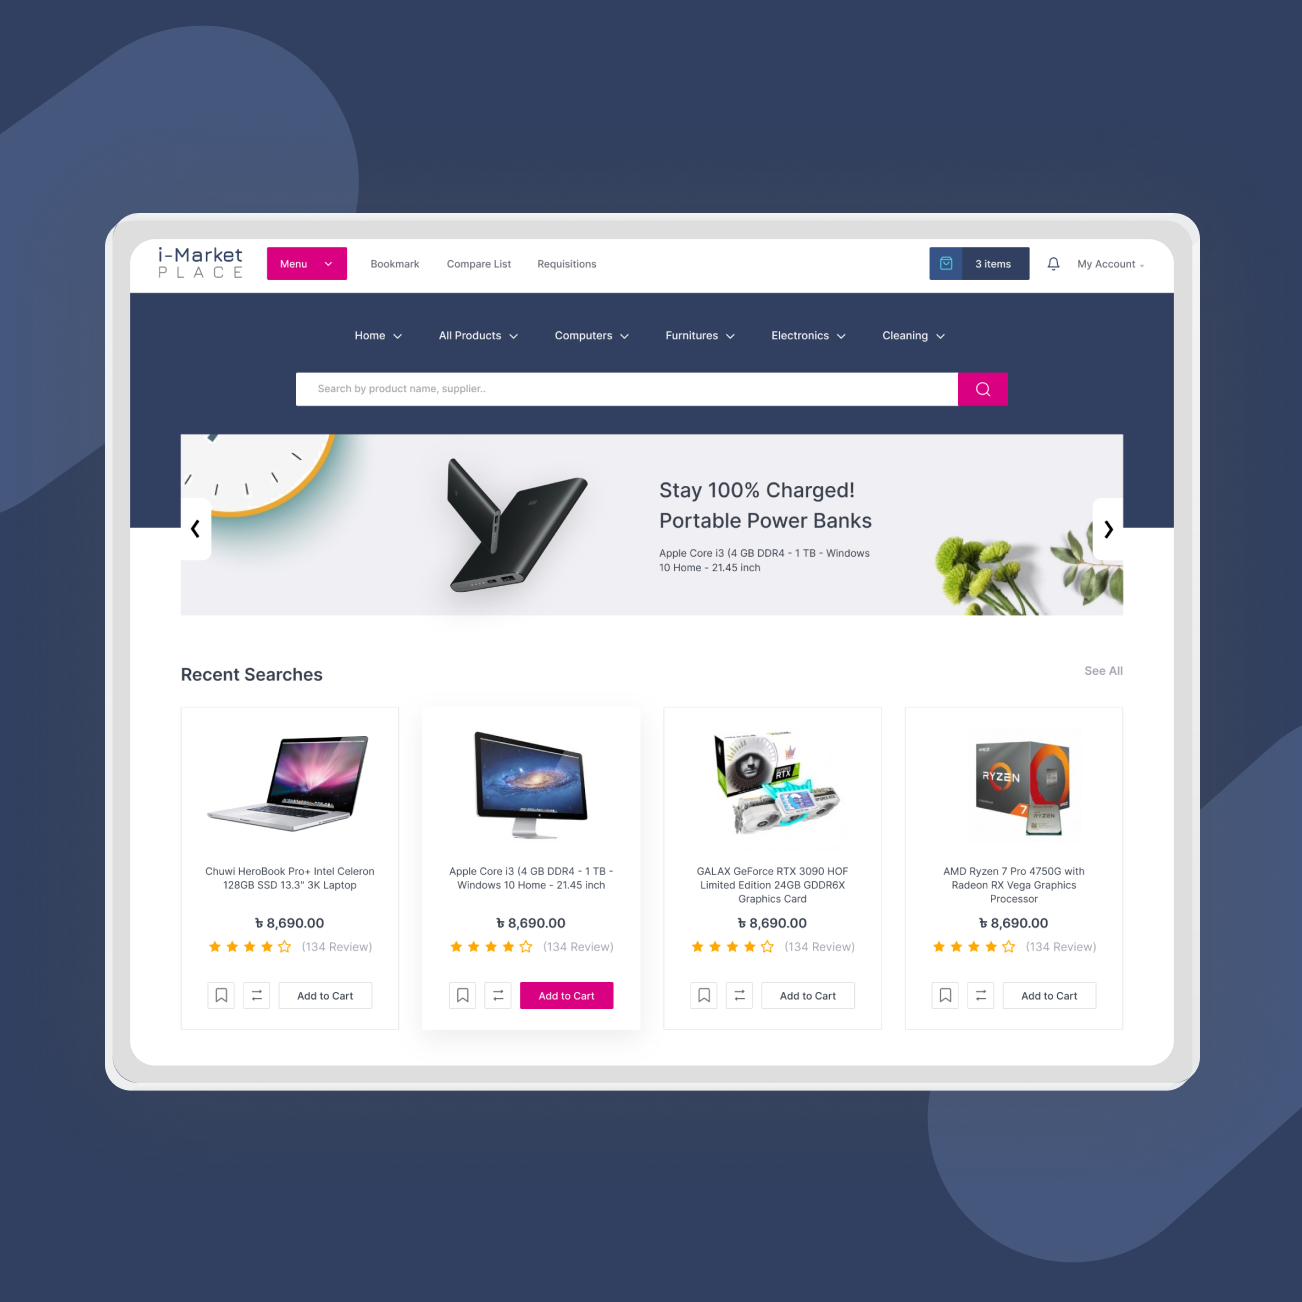 i-Market
PLACE
Menu
Bookmark
Compare List
Requisitions
3 items
My Account
Home
All Products
Computers
Furnitures
Electronics
Cleaning
Search by product name, supplier..
Stay 100% Charged!
Portable Power Banks
Apple Core i3 (4 GB DDR4 - 1 TB - Windows
10 Home - 21.45 inch
Recent Searches
See All
RTX
RYZEN
7
RYZEN
Chuwi HeroBook Pro+ Intel Celeron
128GB SSD 13.3" 3K Laptop
৳ 8,690.00
(134 Review)
Add to Cart
Apple Core i3 (4 GB DDR4 - 1 TB -
Windows 10 Home - 21.45 inch
৳ 8,690.00
(134 Review)
Add to Cart
GALAX GeForce RTX 3090 HOF
Limited Edition 24GB GDDR6X
Graphics Card
৳ 8,690.00
(134 Review)
Add to Cart
AMD Ryzen 7 Pro 4750G with
Radeon RX Vega Graphics
Processor
৳ 8,690.00
(134 Review)
Add to Cart